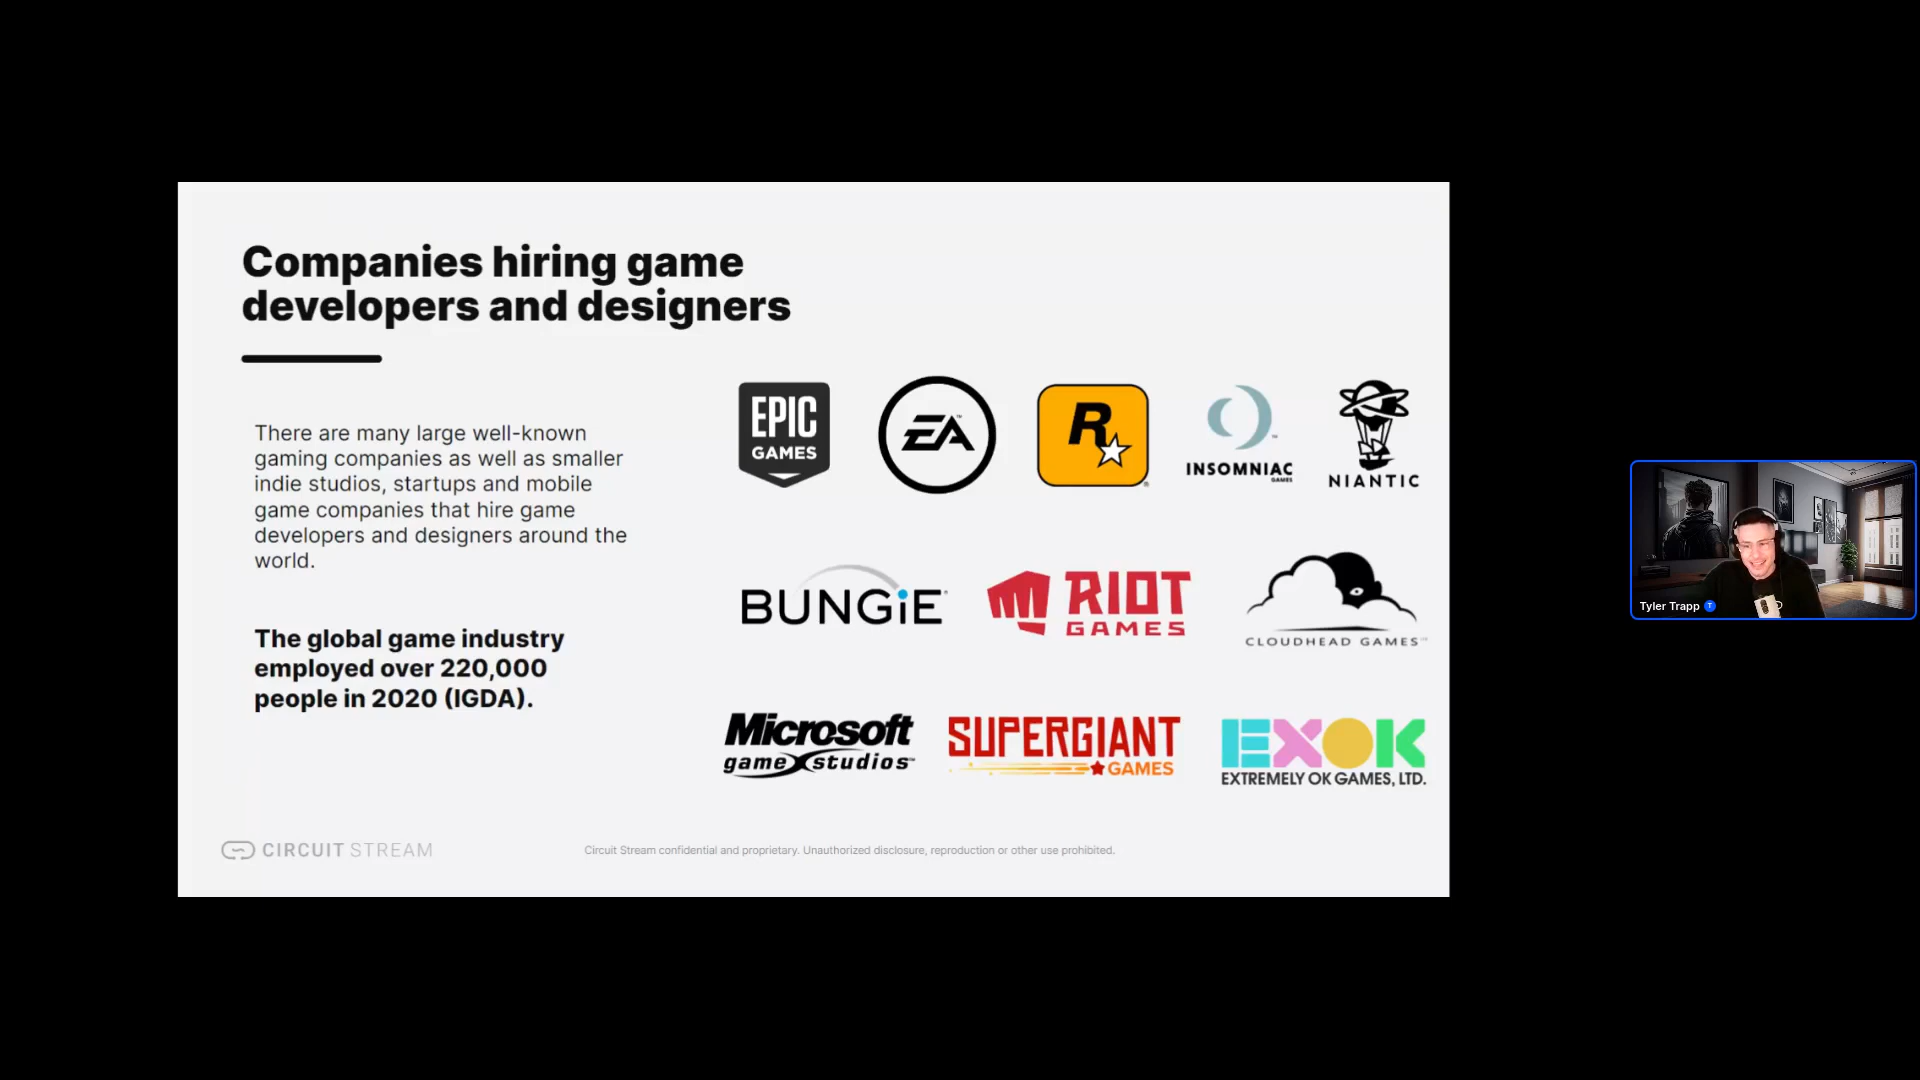 Companies hiring game
developers and designers
There are many large well-known
gaming companies as well as smaller
indie studios, startups and mobile
game companies that hire game
developers and designers around the
world.
The global game industry
employed over 220,000
people in 2020 (IGDA).
EPIC
GAMES
EA
R
INSOMNIAC
GAMES
NIANTIC
BUNGiE
RIOT
GAMES
CLOUDHEAD GAMES
Microsoft
game studios
SUPERGIANT
GAMES
EXOK
EXTREMELY OK GAMES, LTD.
CIRCUIT STREAM
Circuit Stream confidential and proprietary. Unauthorized disclosure, reproduction or other use prohibited.
Tyler Trapp